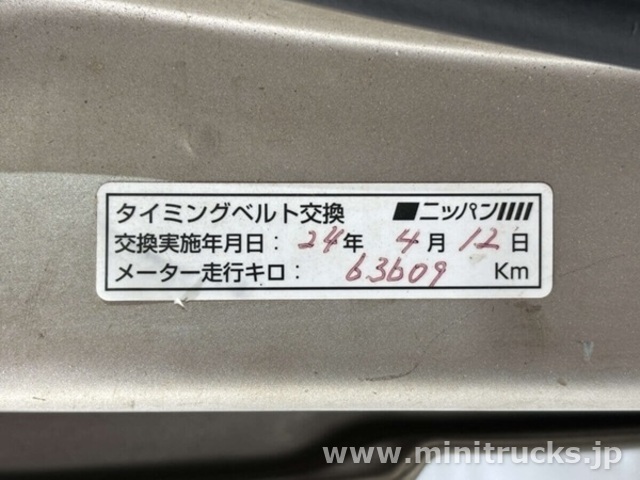 タイミングベルト交換 ニッパン
交換実施年月日: 24年 4月 12日
メーター走行キロ: 63609 Km
www.minitrucks.jp